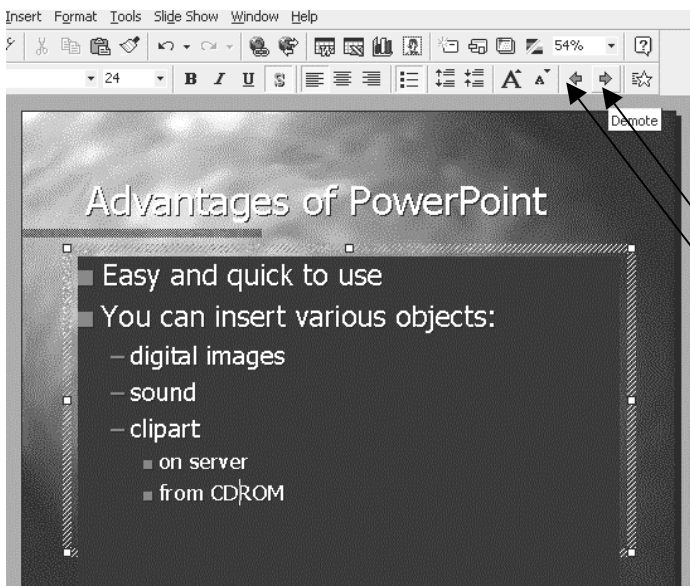 Insert Format Tools Slide Show Window Help
54%
24 B I U S A A
Demote
Advantages of PowerPoint
Easy and quick to use
You can insert various objects:
– digital images
– sound
– clipart
on server
from CDROM